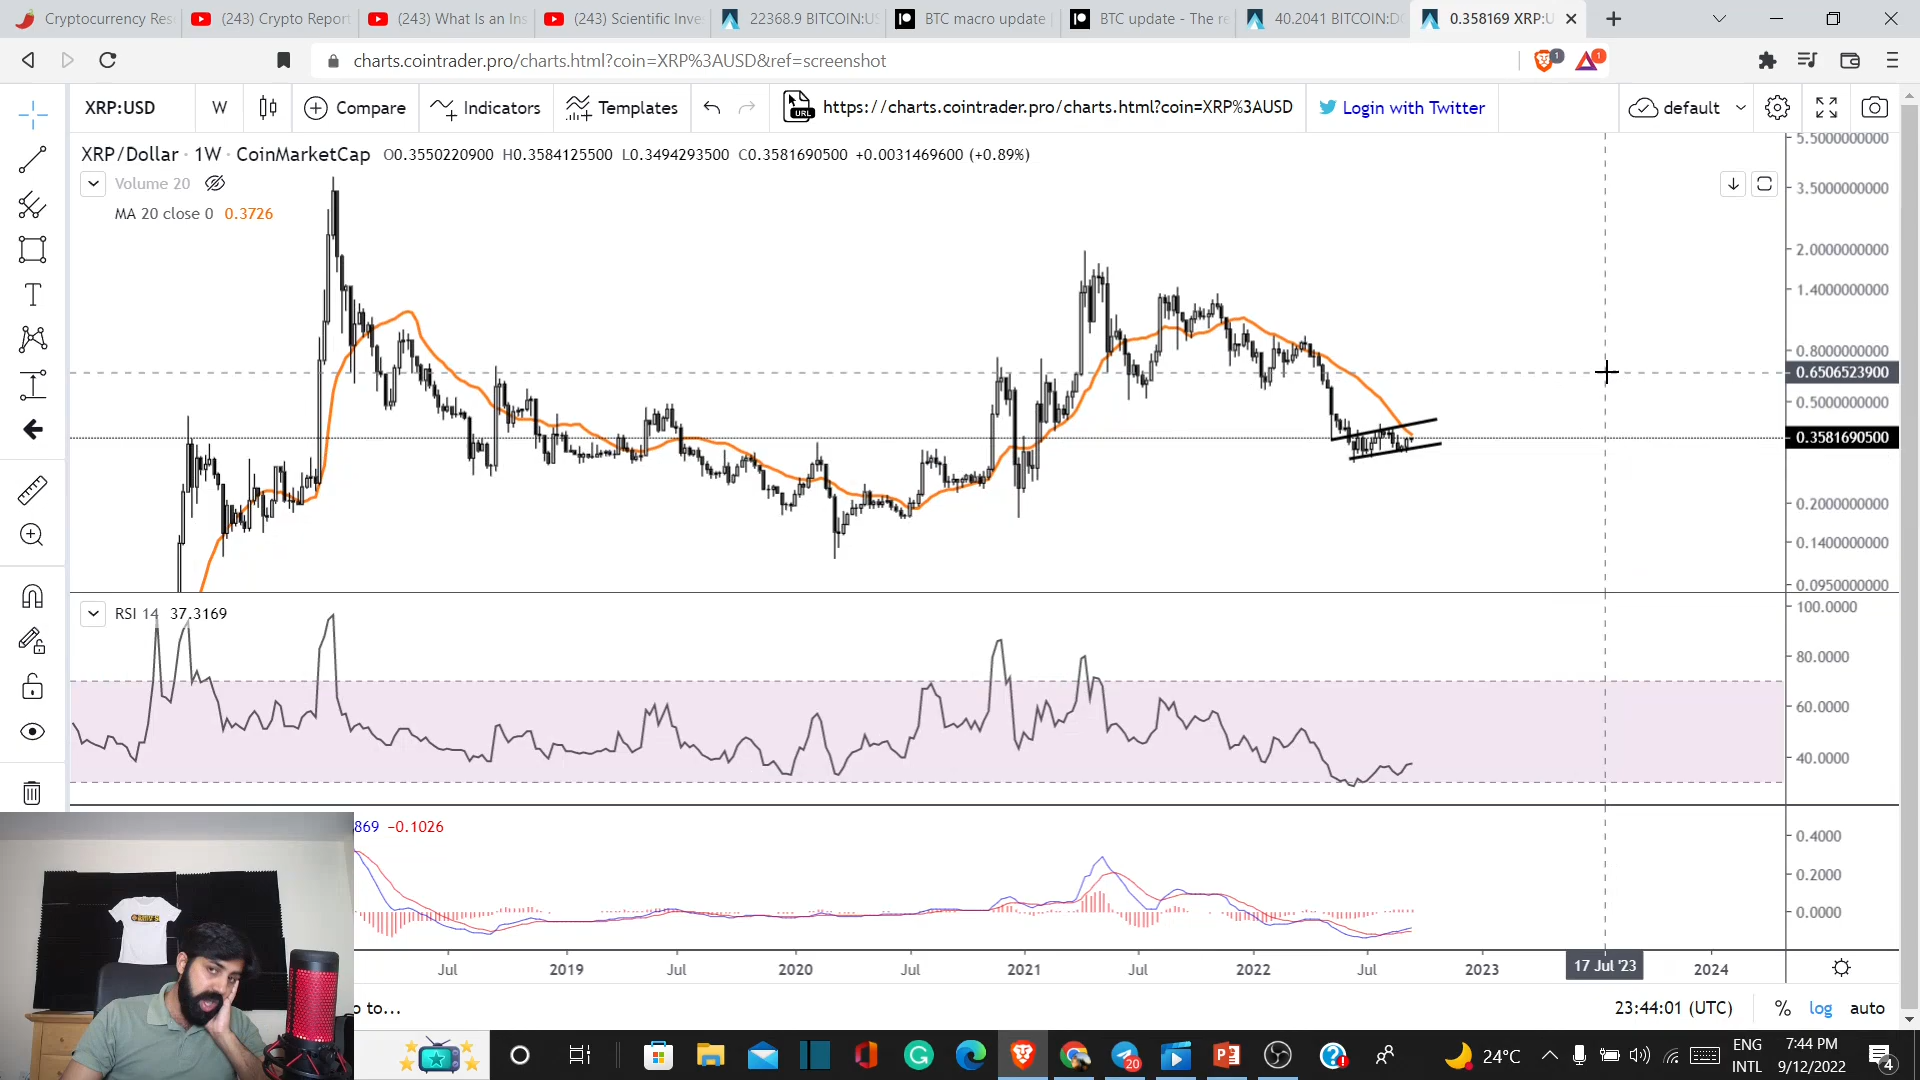 Cryptocurrency Res
(243) Crypto Report
(243) What Is an Ins
(243) Scientific Inve
22368.9 BITCOIN:US
BTC macro update
BTC update - The re
40.2041 BITCOIN:DO
0.358169 XRP:U
charts.cointrader.pro/charts.html?coin=XRP%3AUSD&ref=screenshot
1
1
XRP:USD
W
Compare
Indicators
Templates
URL
https://charts.cointrader.pro/charts.html?coin=XRP%3AUSD
Login with Twitter
default
XRP/Dollar · 1W · CoinMarketCap O0.3550220900 H0.3584125500 L0.3494293500 C0.3581690500 +0.0031469600 (+0.89%)
Volume 20
MA 20 close 0 0.3726
5.5000000000
3.5000000000
2.0000000000
1.4000000000
0.8000000000
0.6506523900
0.5000000000
0.3581690500
0.2000000000
0.1400000000
0.0950000000
RSI 14 37.3169
100.0000
80.0000
60.0000
40.0000
869 −0.1026
0.4000
0.2000
0.0000
Jul
2019
Jul
2020
Jul
2021
Jul
2022
Jul
2023
17 Jul '23
2024
o to...
23:44:01 (UTC)
%
log
auto
20
24°C
ENG
INTL
7:44 PM
9/12/2022
4